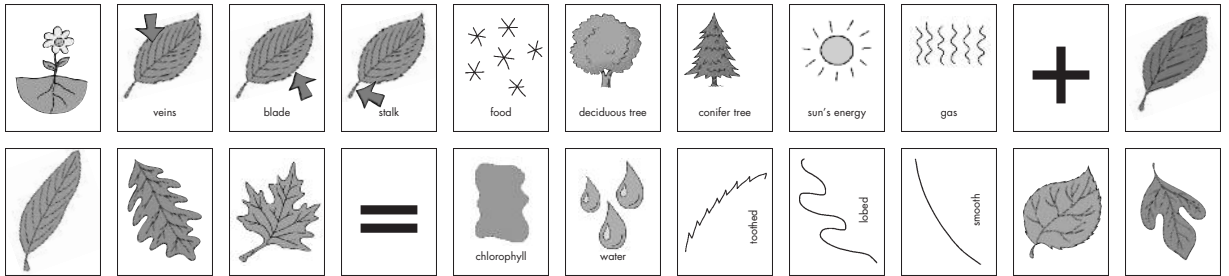 veins
blade
stalk
food
deciduous tree
conifer tree
sun's energy
gas
+
=
chlorophyll
water
toothed
lobed
smooth